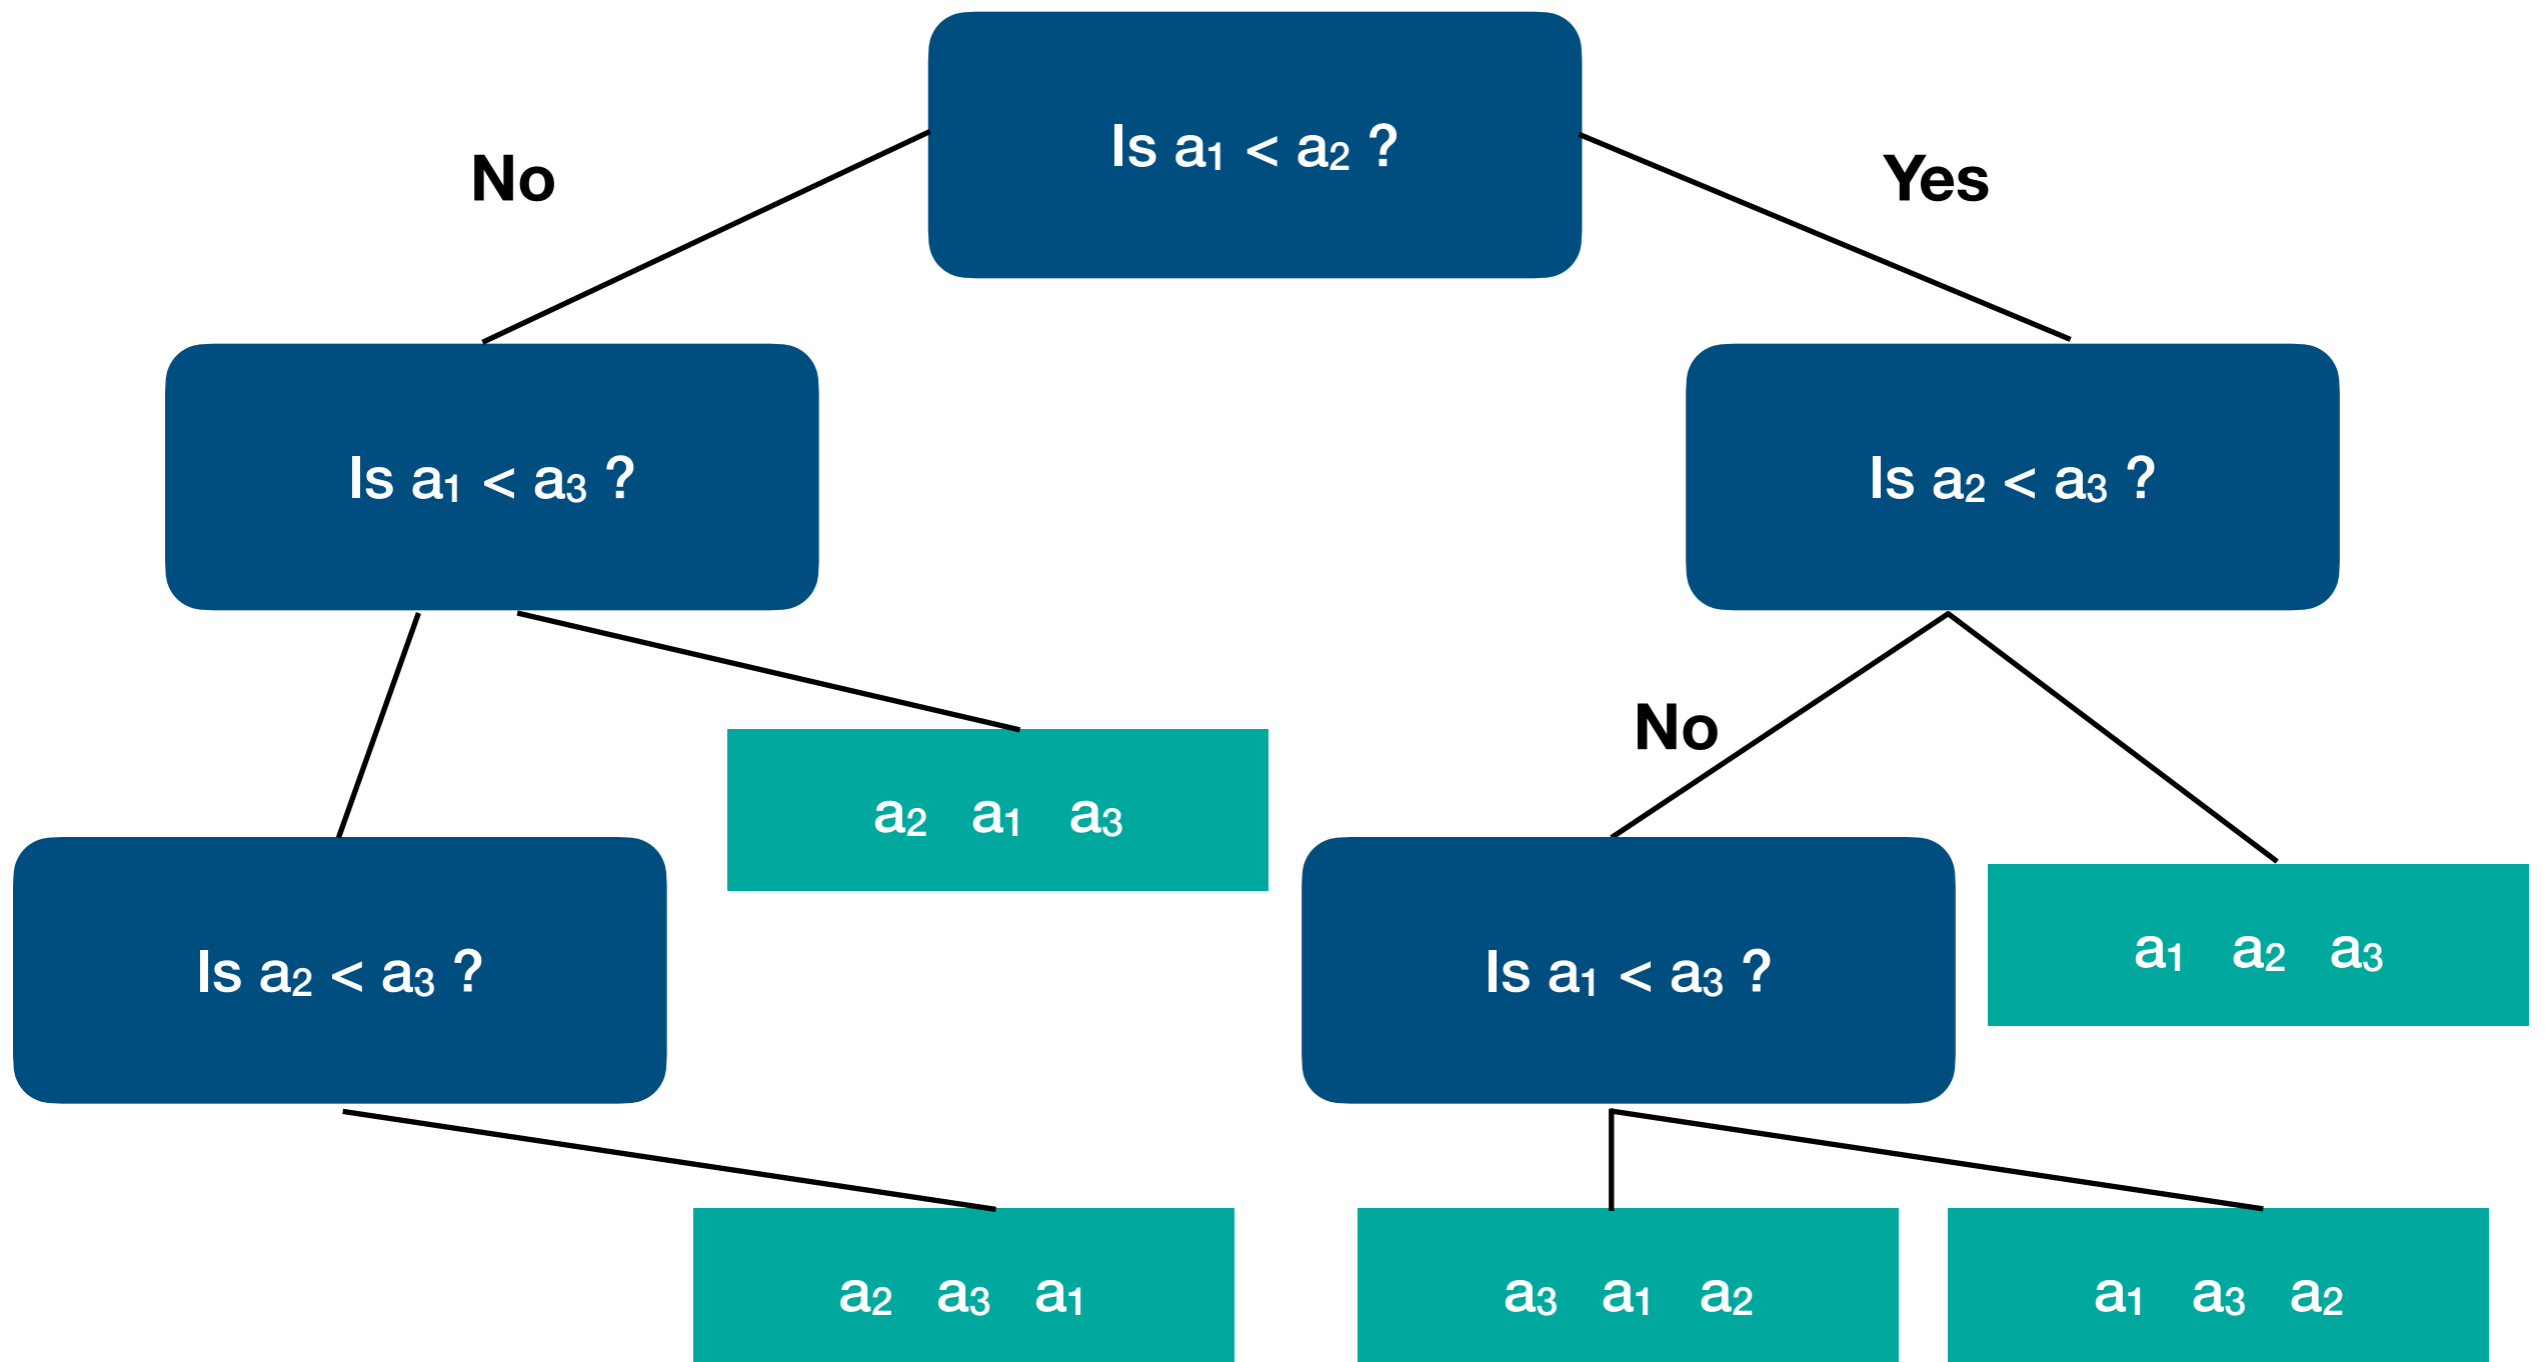 Is a₁ < a₂ ?
No
Yes
Is a₁ < a₃ ?
Is a₂ < a₃ ?
No
a₂ a₁ a₃
a₁ a₂ a₃
Is a₂ < a₃ ?
Is a₁ < a₃ ?
a₂ a₃ a₁
a₃ a₁ a₂
a₁ a₃ a₂